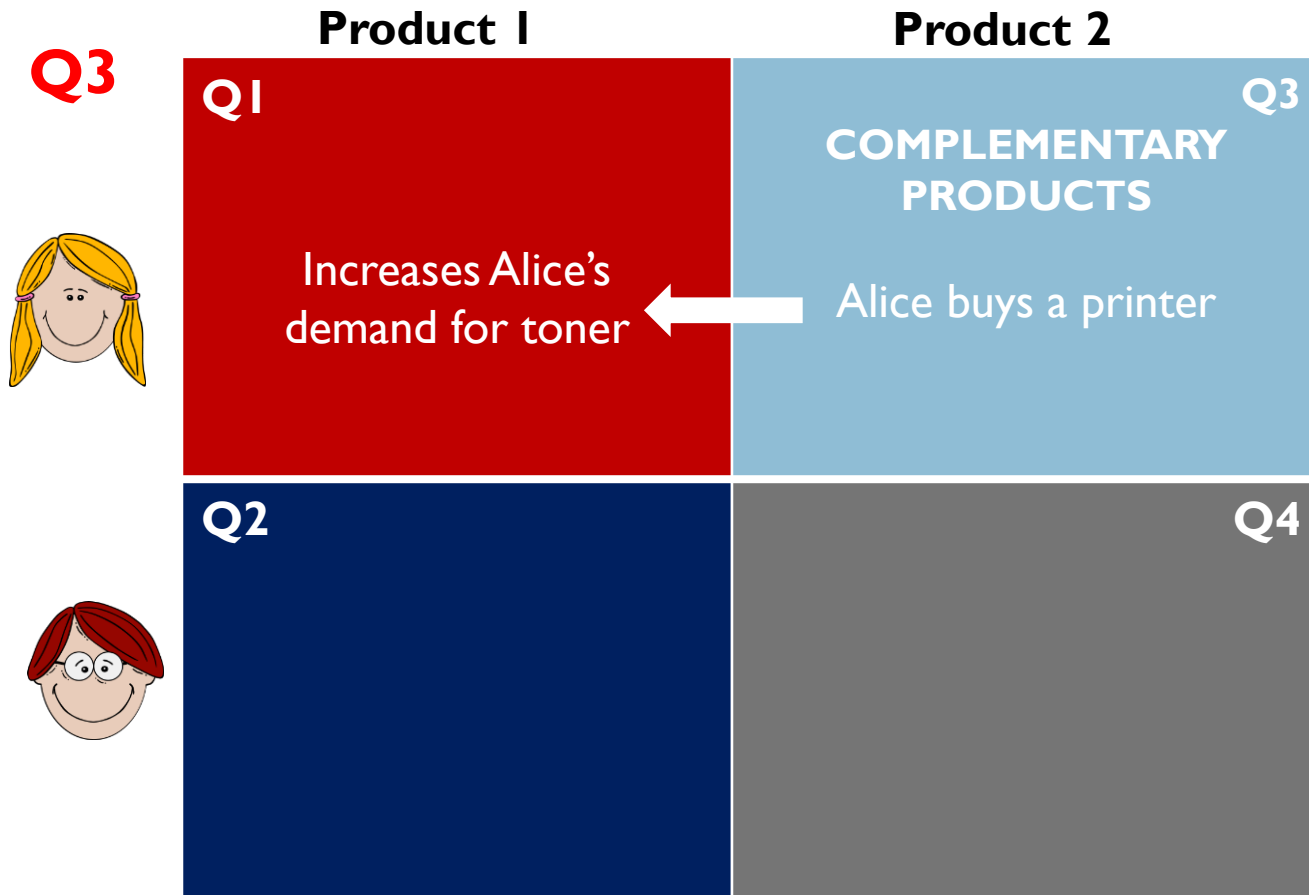 Product 1
Product 2
Q3
Q1
Q3
COMPLEMENTARY
PRODUCTS
Increases Alice's
demand for toner
Alice buys a printer
Q2
Q4